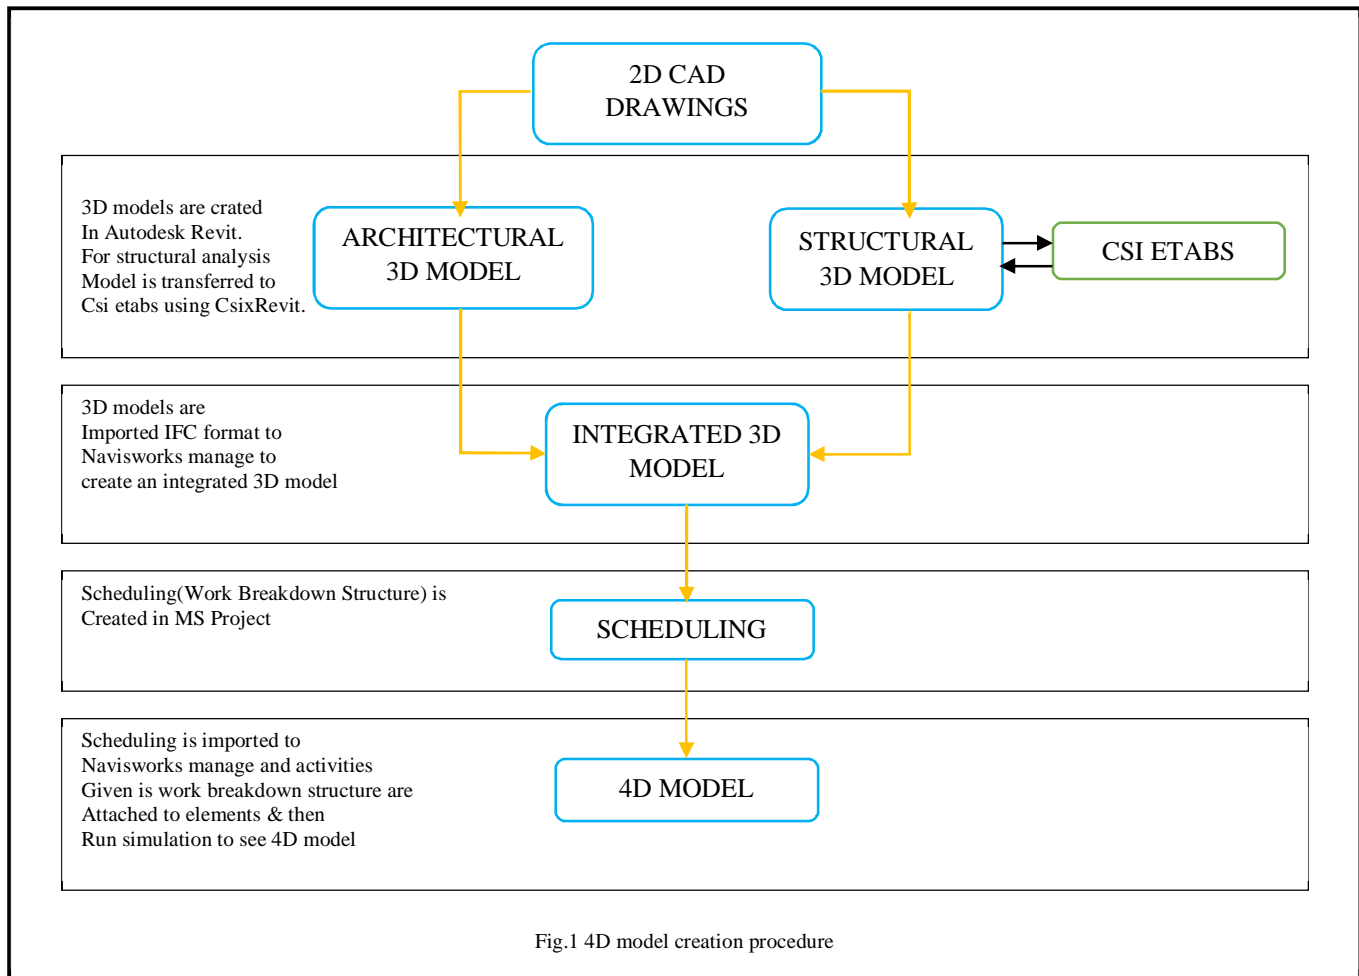 2D CAD
DRAWINGS
3D models are crated
In Autodesk Revit.
For structural analysis
Model is transferred to
Csi etabs using CsixRevit.
ARCHITECTURAL
3D MODEL
STRUCTURAL
3D MODEL
CSI ETABS
3D models are
Imported IFC format to
Navisworks manage to
create an integrated 3D model
INTEGRATED 3D
MODEL
Scheduling(Work Breakdown Structure) is
Created in MS Project
SCHEDULING
Scheduling is imported to
Navisworks manage and activities
Given is work breakdown structure are
Attached to elements & then
Run simulation to see 4D model
4D MODEL
Fig.1 4D model creation procedure